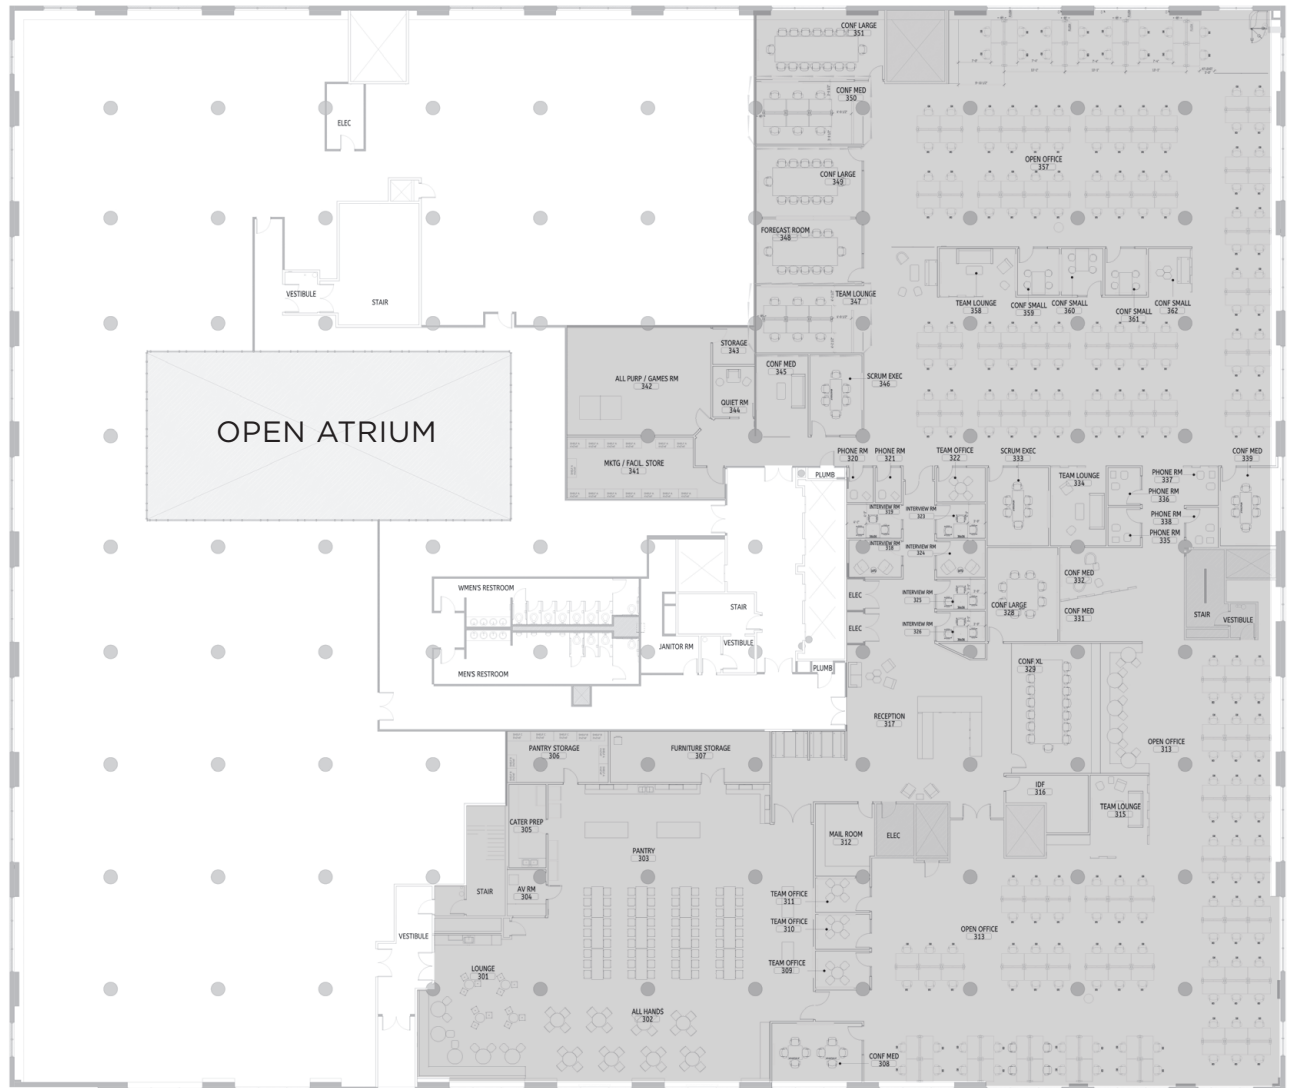 CONF LARGE
351
CONF MED
350
ELEC
OPEN OFFICE
357
CONF LARGE
349
FORECAST ROOM
348
VESTIBULE
STAIR
TEAM LOUNGE
347
TEAM LOUNGE
358
CONF SMALL
359
CONF SMALL
360
CONF SMALL
361
CONF SMALL
362
STORAGE
343
ALL PURP / GAMES RM
342
CONF MED
345
SCRUM EXEC
346
QUIET RM
344
OPEN ATRIUM
MKTG / FACIL. STORE
341
PLUMB
PHONE RM
320
PHONE RM
321
TEAM OFFICE
322
SCRUM EXEC
333
TEAM LOUNGE
334
PHONE RM
337
PHONE RM
336
PHONE RM
338
PHONE RM
335
CONF MED
339
INTERVIEW RM
319
INTERVIEW RM
323
INTERVIEW RM
318
INTERVIEW RM
324
INTERVIEW RM
325
INTERVIEW RM
326
ELEC
ELEC
CONF LARGE
328
CONF MED
332
CONF MED
331
STAIR
VESTIBULE
WMEN'S RESTROOM
STAIR
JANITOR RM
VESTIBULE
MEN'S RESTROOM
PLUMB
CONF XL
329
RECEPTION
317
OPEN OFFICE
313
PANTRY STORAGE
306
FURNITURE STORAGE
307
IDF
316
TEAM LOUNGE
315
CATER PREP
305
MAIL ROOM
312
ELEC
PANTRY
303
STAIR
AV RM
304
TEAM OFFICE
311
TEAM OFFICE
310
OPEN OFFICE
313
VESTIBULE
TEAM OFFICE
309
LOUNGE
301
ALL HANDS
302
CONF MED
308